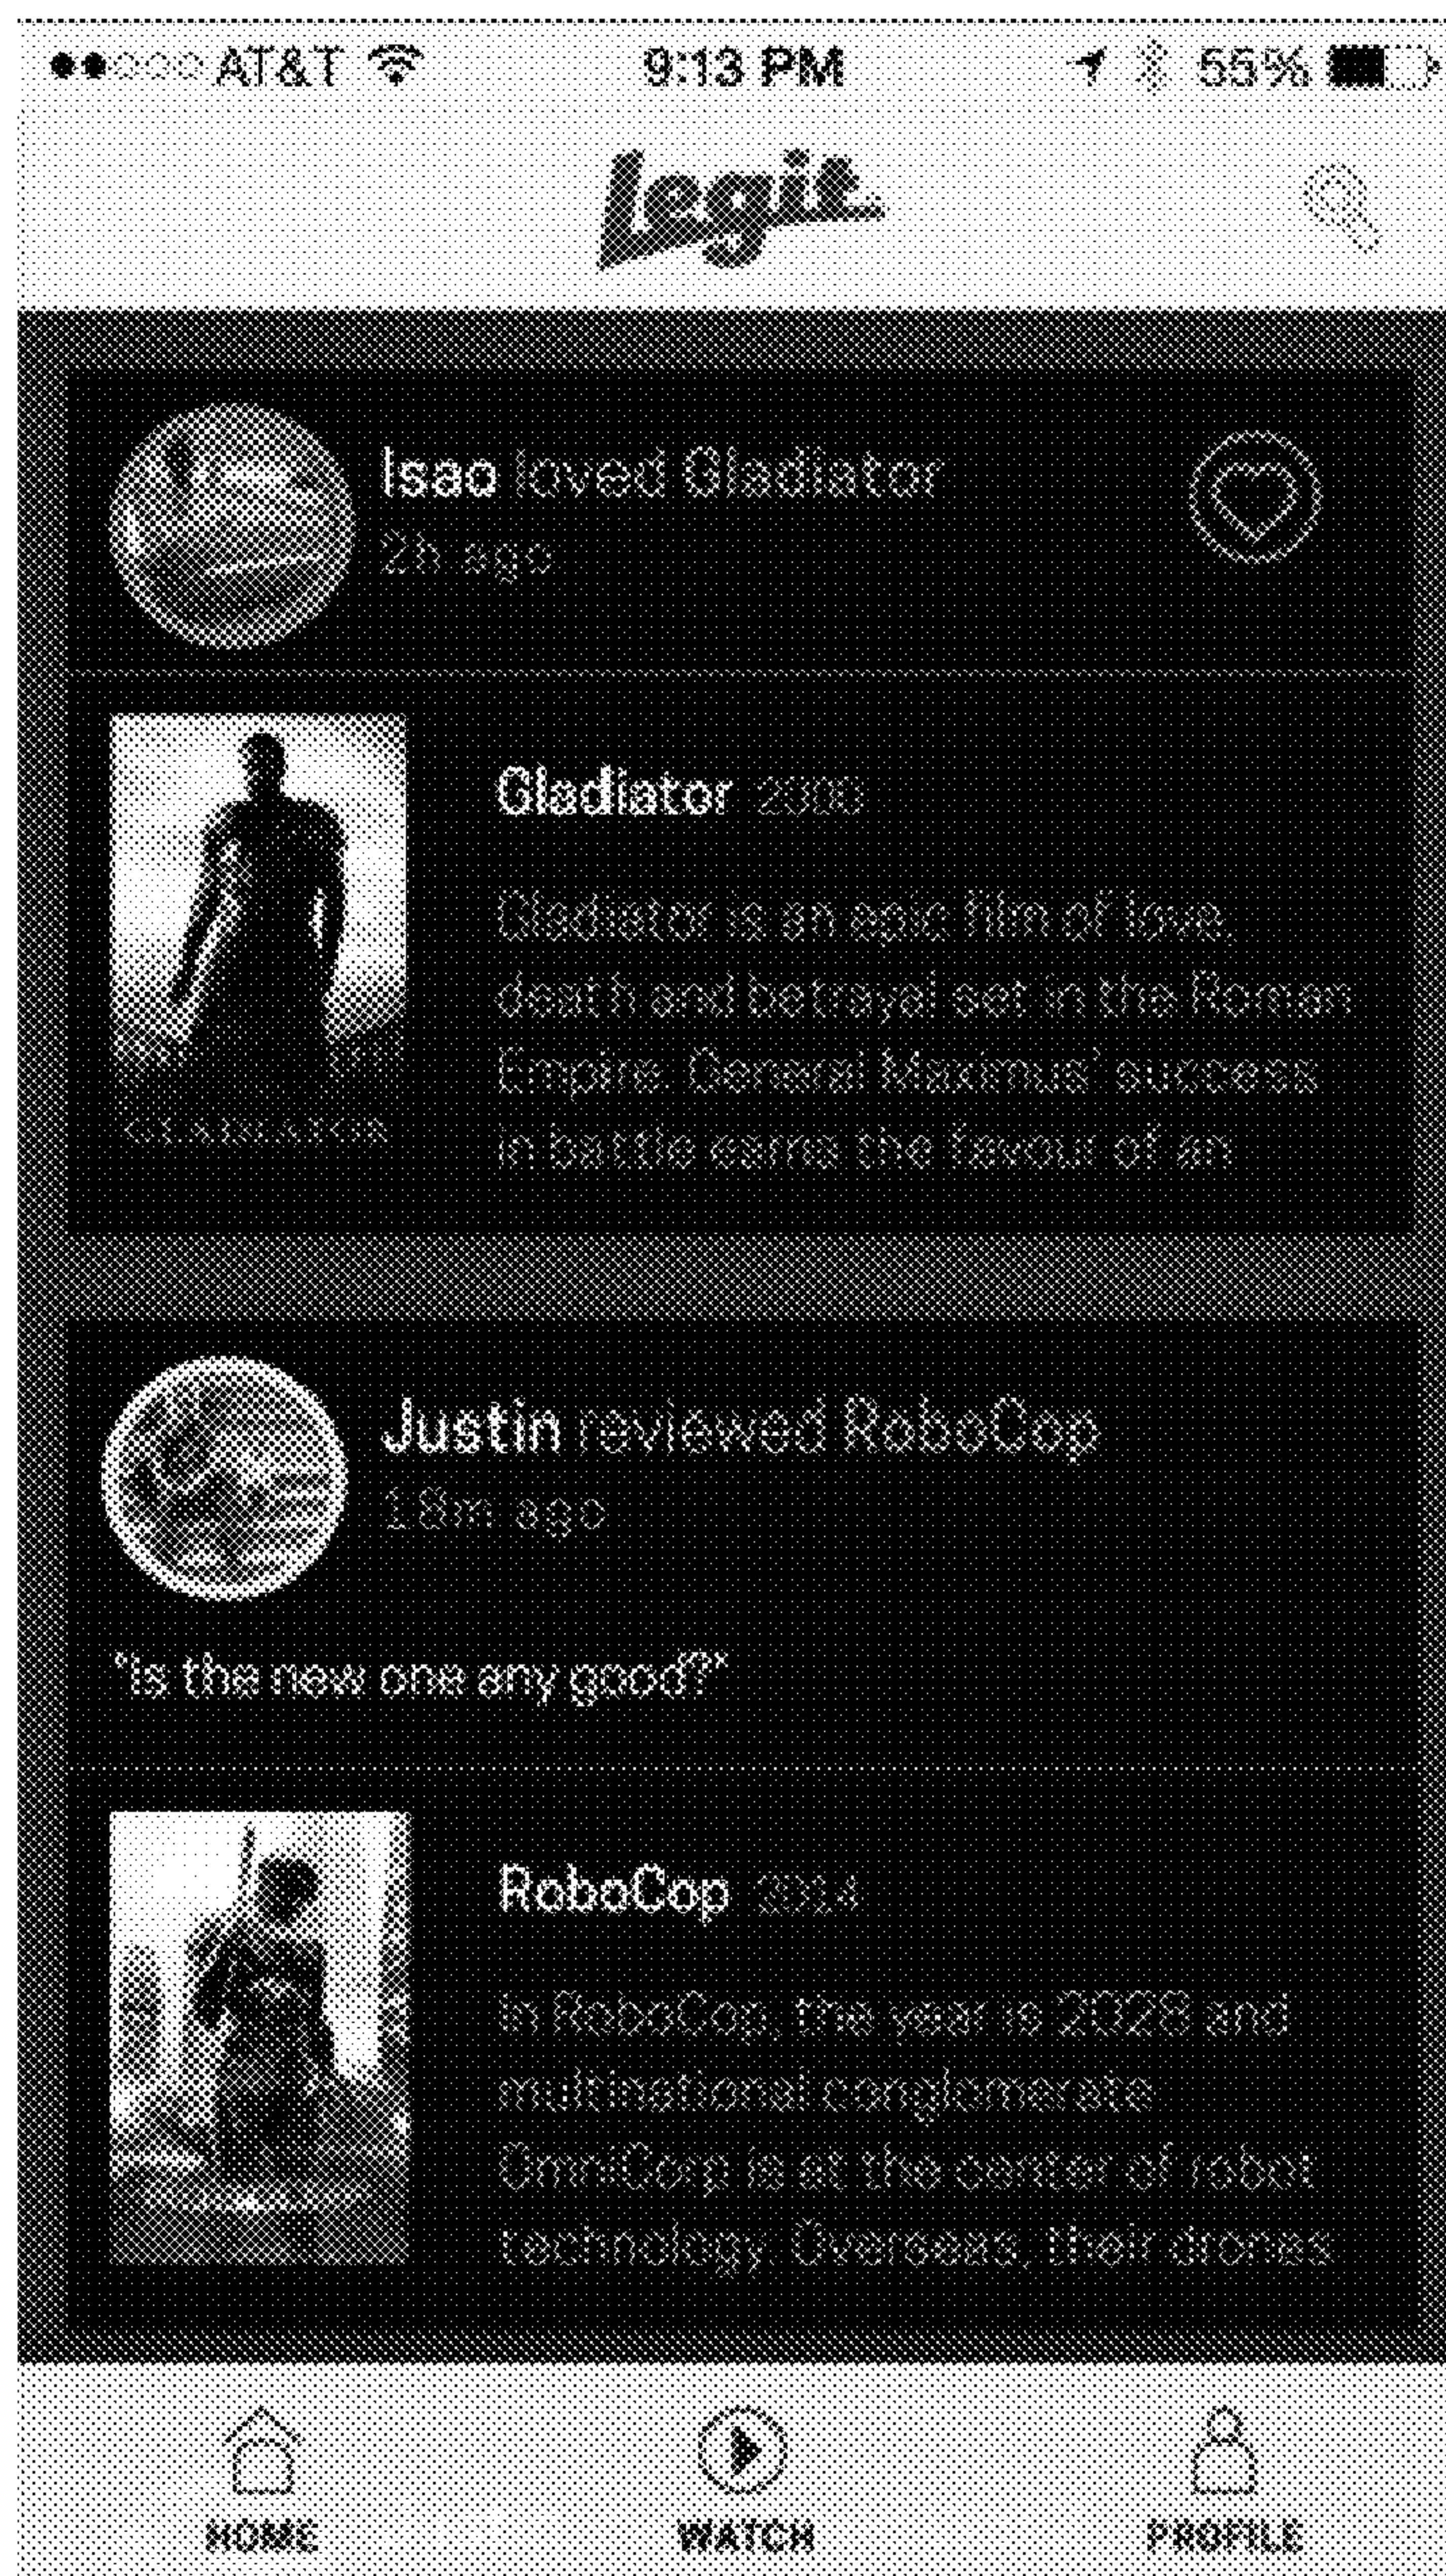 AT&T 9:13 PM 55%
Legit
Isao loved Gladiator
2h ago
Gladiator 2000
Gladiator is an epic film of love,
death and betrayal set in the Roman
Empire. General Maximus' success
in battle earns the favour of an
GLADIATOR
Justin reviewed RoboCop
18m ago
"Is the new one any good?"
RoboCop 2014
In RoboCop, the year is 2028 and
multinational conglomerate
OmniCorp is at the center of robot
technology. Overseas, their drones
HOME WATCH PROFILE